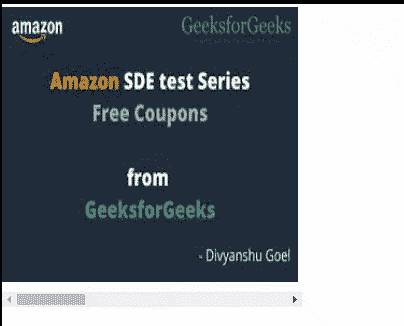 amazon
GeeksforGeeks
Amazon SDE test Series
Free Coupons
from
GeeksforGeeks
- Divyanshu Goel